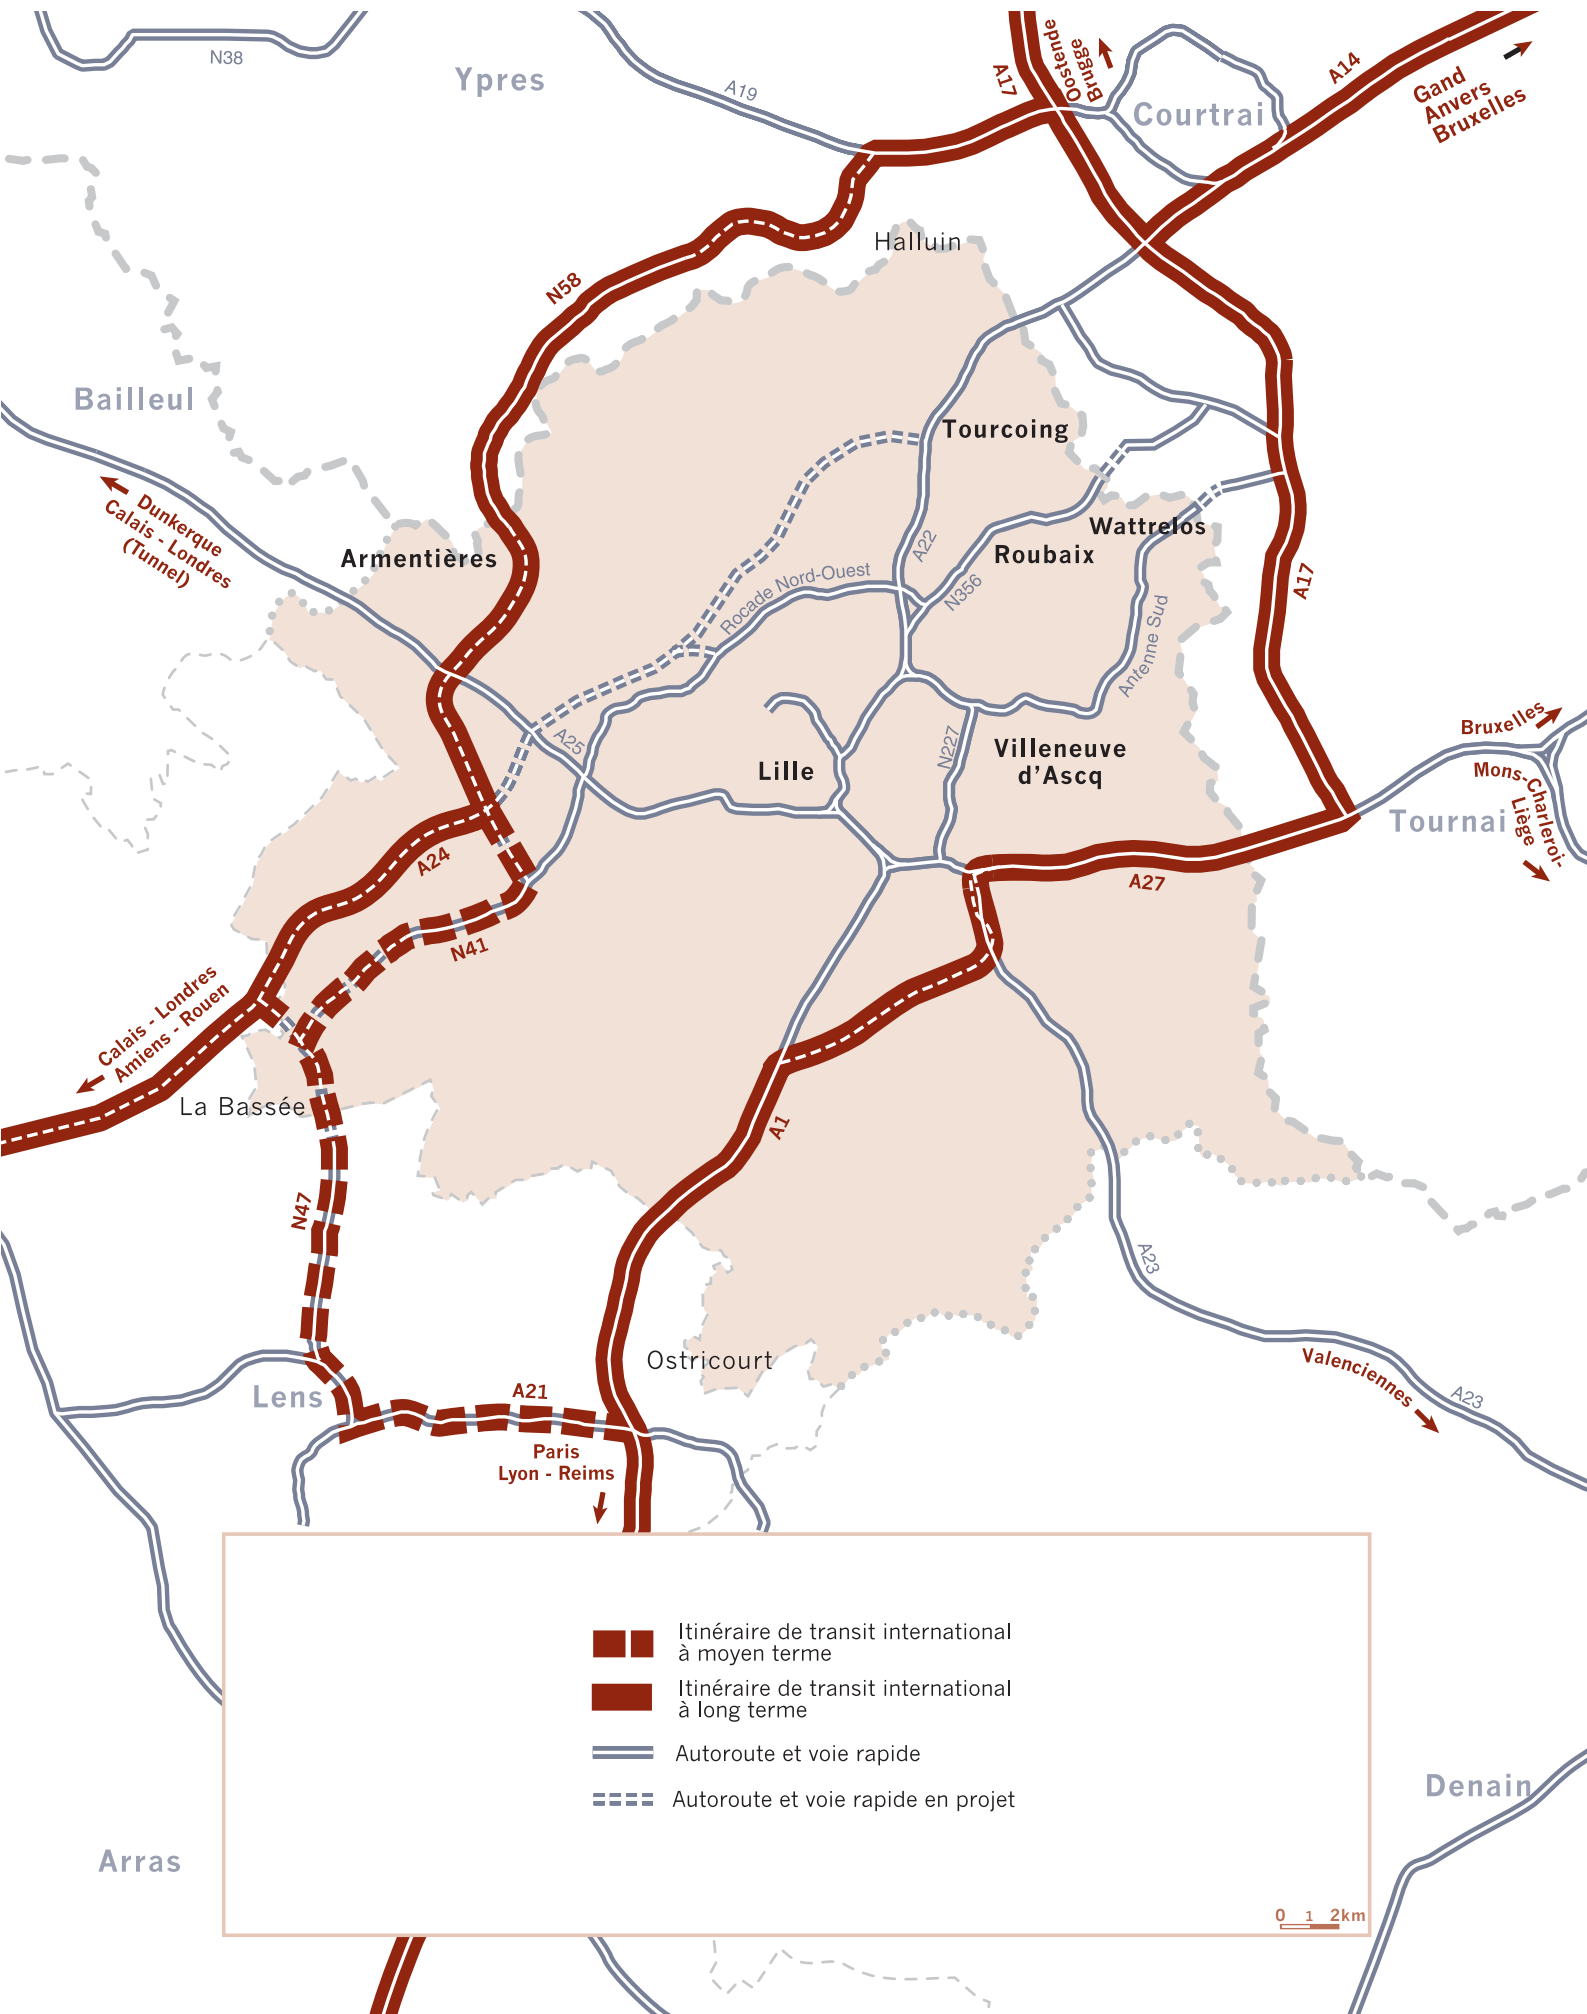 N38
Ypres
A19
A17
Oostende
Brugge
Courtrai
A14
Gand
Anvers
Bruxelles
Halluin
N58
Bailleul
Tourcoing
Dunkerque
Calais - Londres
(Tunnel)
Armentières
A22
Wattrelos
Roubaix
Rocade Nord-Ouest
N356
A17
Antenne Sud
A25
Lille
N227
Villeneuve
d'Ascq
Bruxelles
Mons-Charleroi-
Liège
Tournai
A24
A27
N41
Calais - Londres
Amiens - Rouen
La Bassée
A1
N47
A23
Ostricourt
Valenciennes
A23
Lens
A21
Paris
Lyon - Reims
Itinéraire de transit international
à moyen terme
Itinéraire de transit international
à long terme
Autoroute et voie rapide
Autoroute et voie rapide en projet
Denain
Arras
0 1 2km